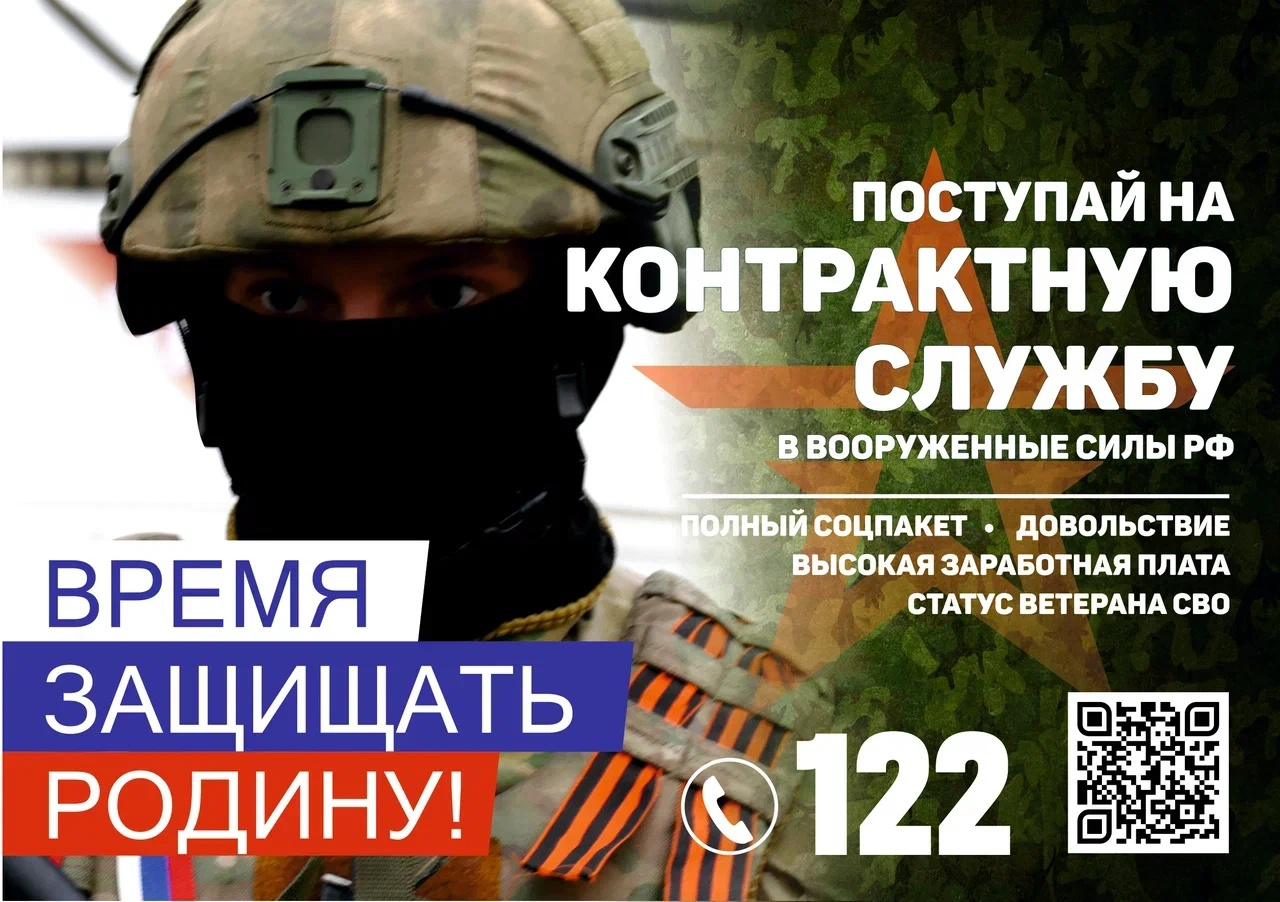 ПОСТУПАЙ НА
КОНТРАКТНУЮ
СЛУЖБУ
В ВООРУЖЕННЫЕ СИЛЫ РФ
ПОЛНЫЙ СОЦПАКЕТ • ДОВОЛЬСТВИЕ
ВЫСОКАЯ ЗАРАБОТНАЯ ПЛАТА
СТАТУС ВЕТЕРАНА СВО
ВРЕМЯ
ЗАЩИЩАТЬ
РОДИНУ!
122